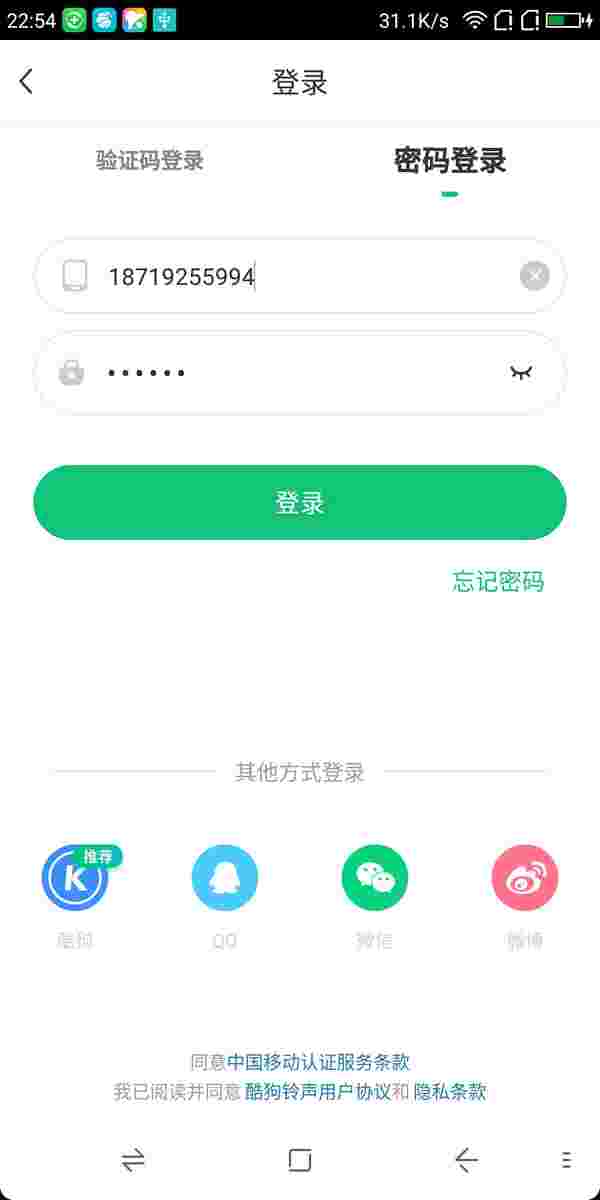 22:54
31.1K/s
登录
验证码登录
密码登录
18719255994
••••••
登录
忘记密码
其他方式登录
推荐
酷狗
QQ
微信
微博
同意中国移动认证服务条款
我已阅读并同意 酷狗铃声用户协议和 隐私条款